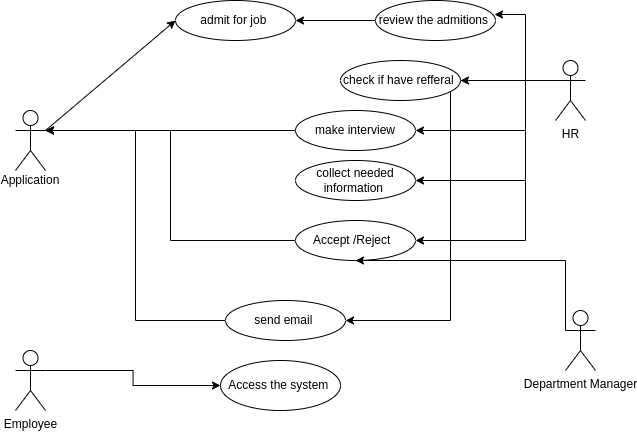 admit for job
review the admitions
check if have refferal
HR
make interview
Application
collect needed
information
Accept /Reject
send email
Department Manager
Access the system
Employee